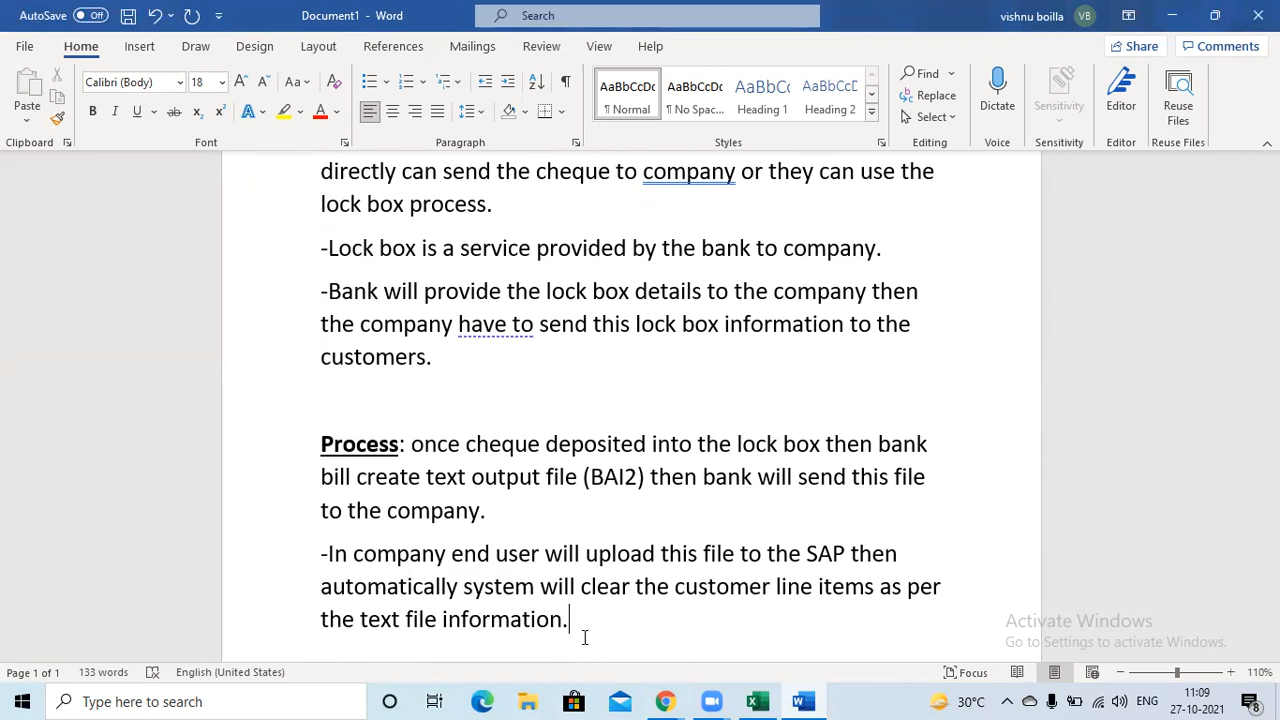 AutoSave Off Document1 - Word Search vishnu boilla VB
File Home Insert Draw Design Layout References Mailings Review View Help Share Comments
Paste Calibri (Body) 18 Aa AaBbCcDc AaBbCcDc AaBbC AaBbCcD Find Replace Select Dictate Sensitivity Editor Reuse Files
B I U ab x₂ x² A A ¶ Normal ¶ No Spac... Heading 1 Heading 2
Clipboard Font Paragraph Styles Editing Voice Sensitivity Editor Reuse Files
directly can send the cheque to company or they can use the
lock box process.
-Lock box is a service provided by the bank to company.
-Bank will provide the lock box details to the company then
the company have to send this lock box information to the
customers.
Process: once cheque deposited into the lock box then bank
bill create text output file (BAI2) then bank will send this file
to the company.
-In company end user will upload this file to the SAP then
automatically system will clear the customer line items as per
the text file information.
Activate Windows
Go to Settings to activate Windows.
Page 1 of 1 133 words English (United States) Focus 110%
Type here to search 30°C ENG 11:09 27-10-2021 8